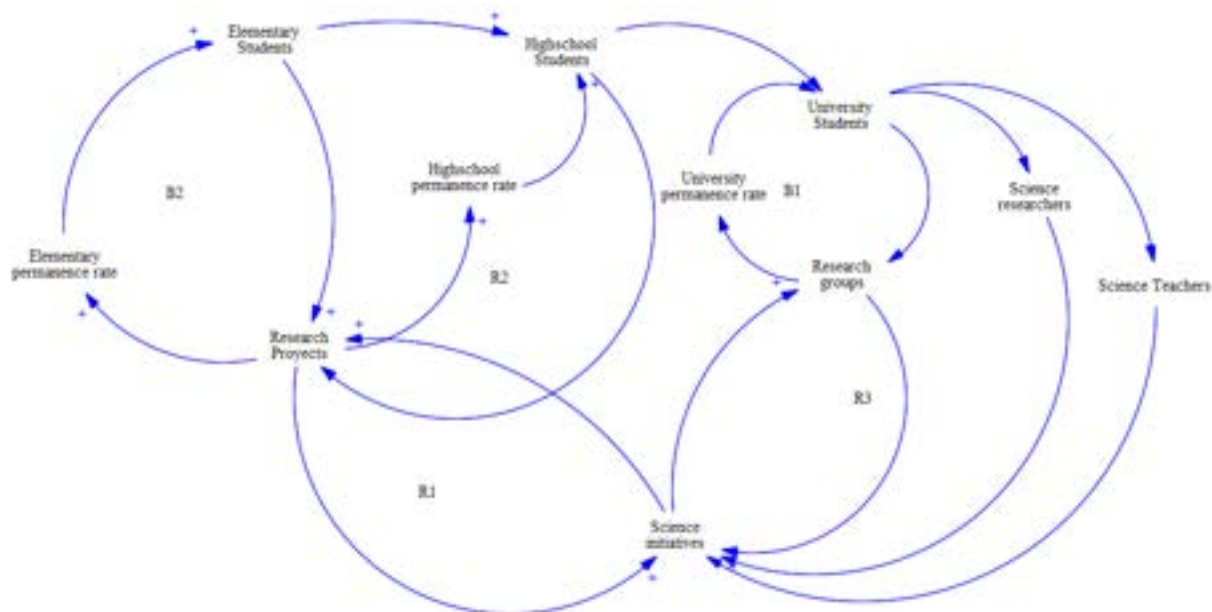 Elementary
Students
Highschool
Students
University
Students
Highschool
permanence rate
University
permanence rate
B2
B1
Science
researchers
Elementary
permanence rate
R2
Research
groups
Science Teachers
Research
Proyects
R3
R1
Science
initiatives